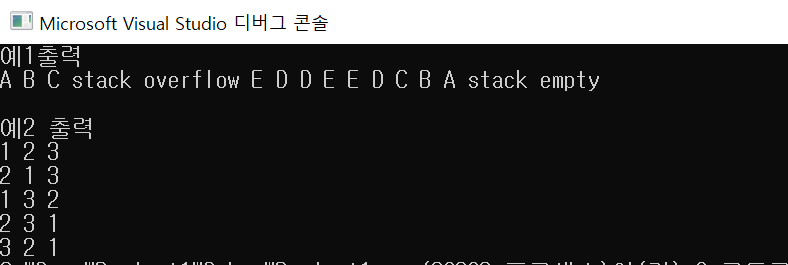 Microsoft Visual Studio 디버그 콘솔
예1출력
A B C stack overflow E D D E E D C B A stack empty
예2 출력
1 2 3
2 1 3
1 3 2
2 3 1
3 2 1